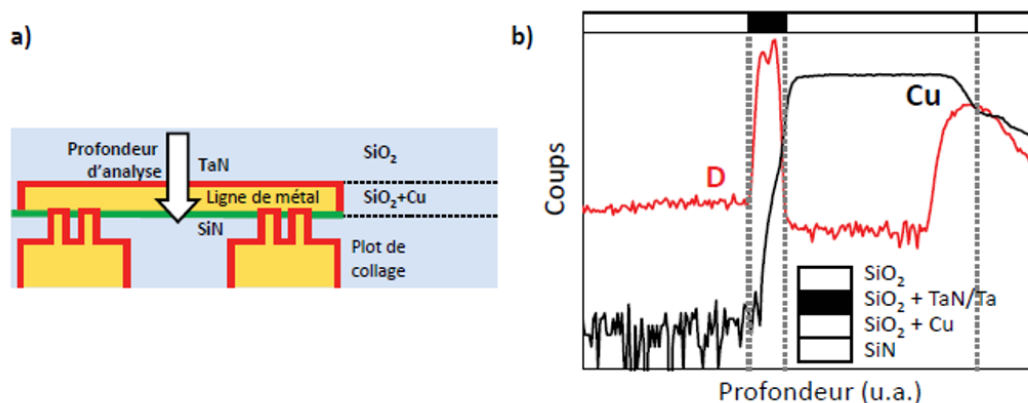 a)
Profondeur
d'analyse
TaN
SiO₂
Ligne de métal
SiO₂+Cu
SiN
Plot de
collage
b)
Coups
D
Cu
SiO₂
SiO₂ + TaN/Ta
SiO₂ + Cu
SiN
Profondeur (u.a.)